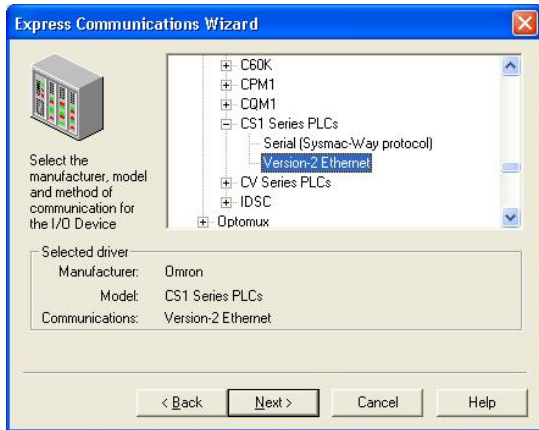 Express Communications Wizard
Select the
manufacturer, model
and method of
communication for
the I/O Device
C60K
CPM1
CQM1
CS1 Series PLCs
Serial (Sysmac-Way protocol)
Version-2 Ethernet
CV Series PLCs
IDSC
Optomux
Selected driver
Manufacturer: Omron
Model: CS1 Series PLCs
Communications: Version-2 Ethernet
< Back
Next >
Cancel
Help